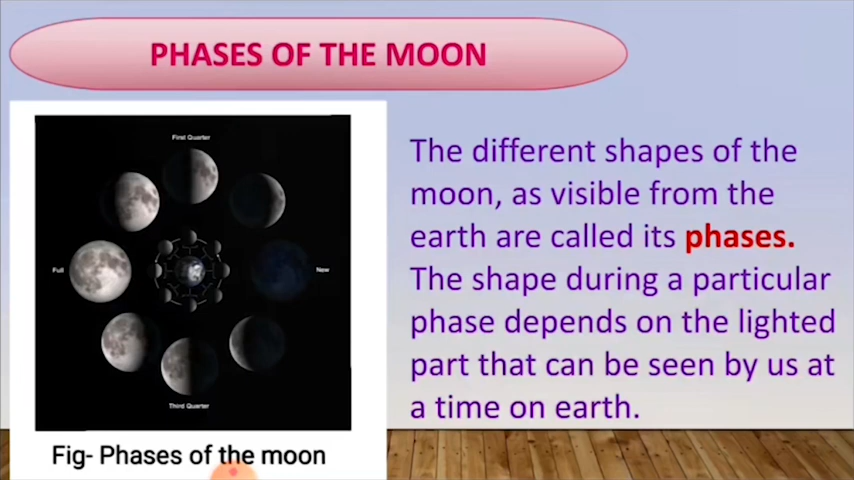 PHASES OF THE MOON
First Quarter
Full
New
Third Quarter
Fig- Phases of the moon
The different shapes of the
moon, as visible from the
earth are called its phases.
The shape during a particular
phase depends on the lighted
part that can be seen by us at
a time on earth.